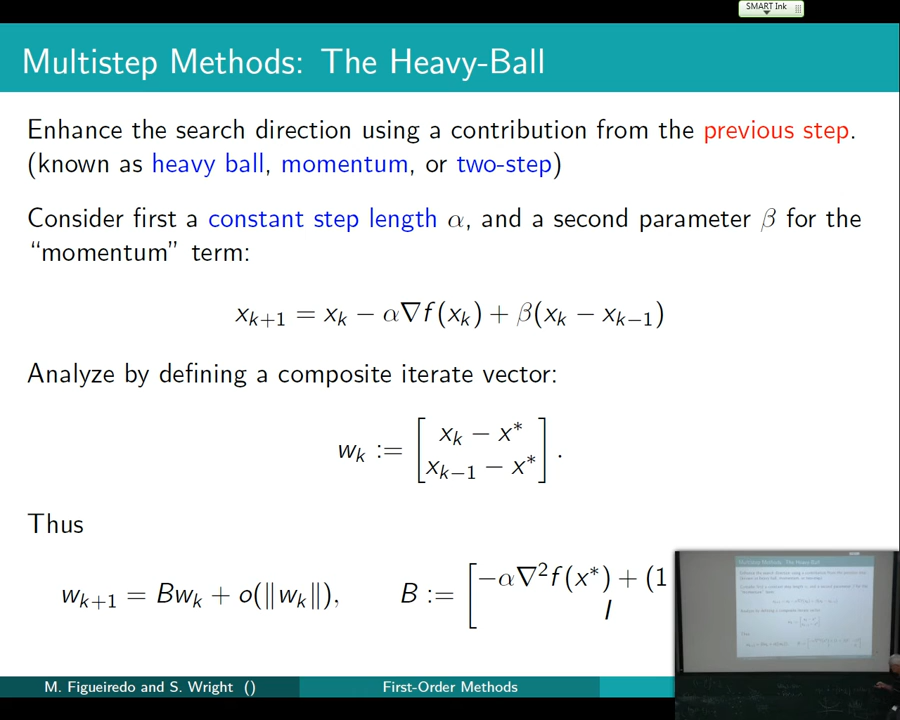 SMART Ink
Multistep Methods: The Heavy-Ball
Enhance the search direction using a contribution from the previous step.
(known as heavy ball, momentum, or two-step)
Consider first a constant step length α, and a second parameter β for the
“momentum” term:
x_{k+1} = x_k − α∇f(x_k) + β(x_k − x_{k−1})
Analyze by defining a composite iterate vector:
w_k := [ x_k − x* ; x_{k−1} − x* ] .
Thus
w_{k+1} = Bw_k + o(‖w_k‖), B := [ −α∇²f(x*) + (1
I
M. Figueiredo and S. Wright () First-Order Methods